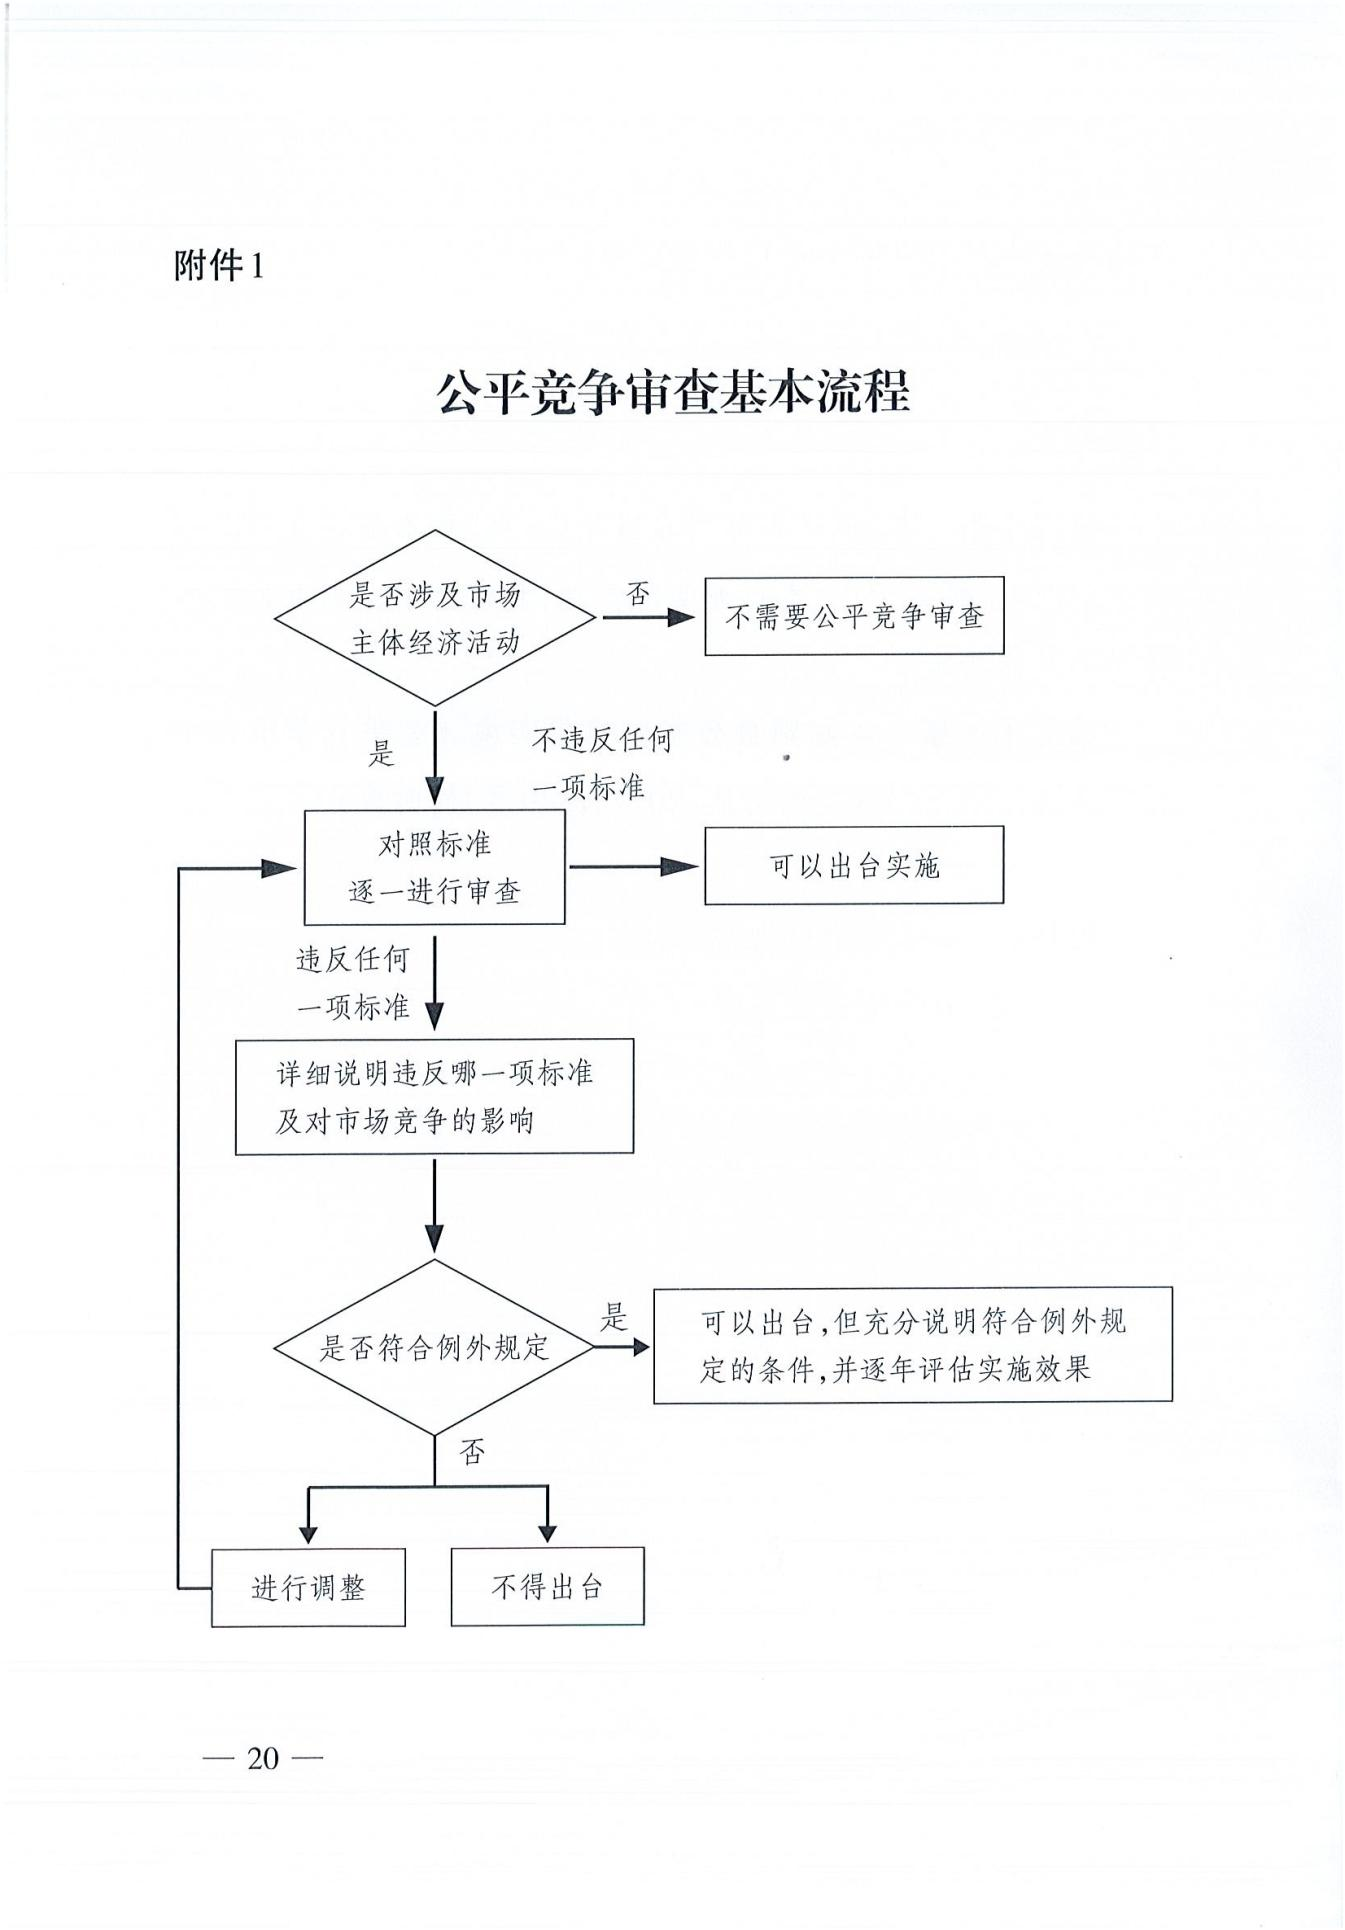 附件1
公平竞争审查基本流程
是否涉及市场
主体经济活动
否
不需要公平竞争审查
是
不违反任何
一项标准
对照标准
逐一进行审查
可以出台实施
违反任何
一项标准
详细说明违反哪一项标准
及对市场竞争的影响
是否符合例外规定
是
可以出台,但充分说明符合例外规
定的条件,并逐年评估实施效果
否
进行调整
不得出台
— 20 —